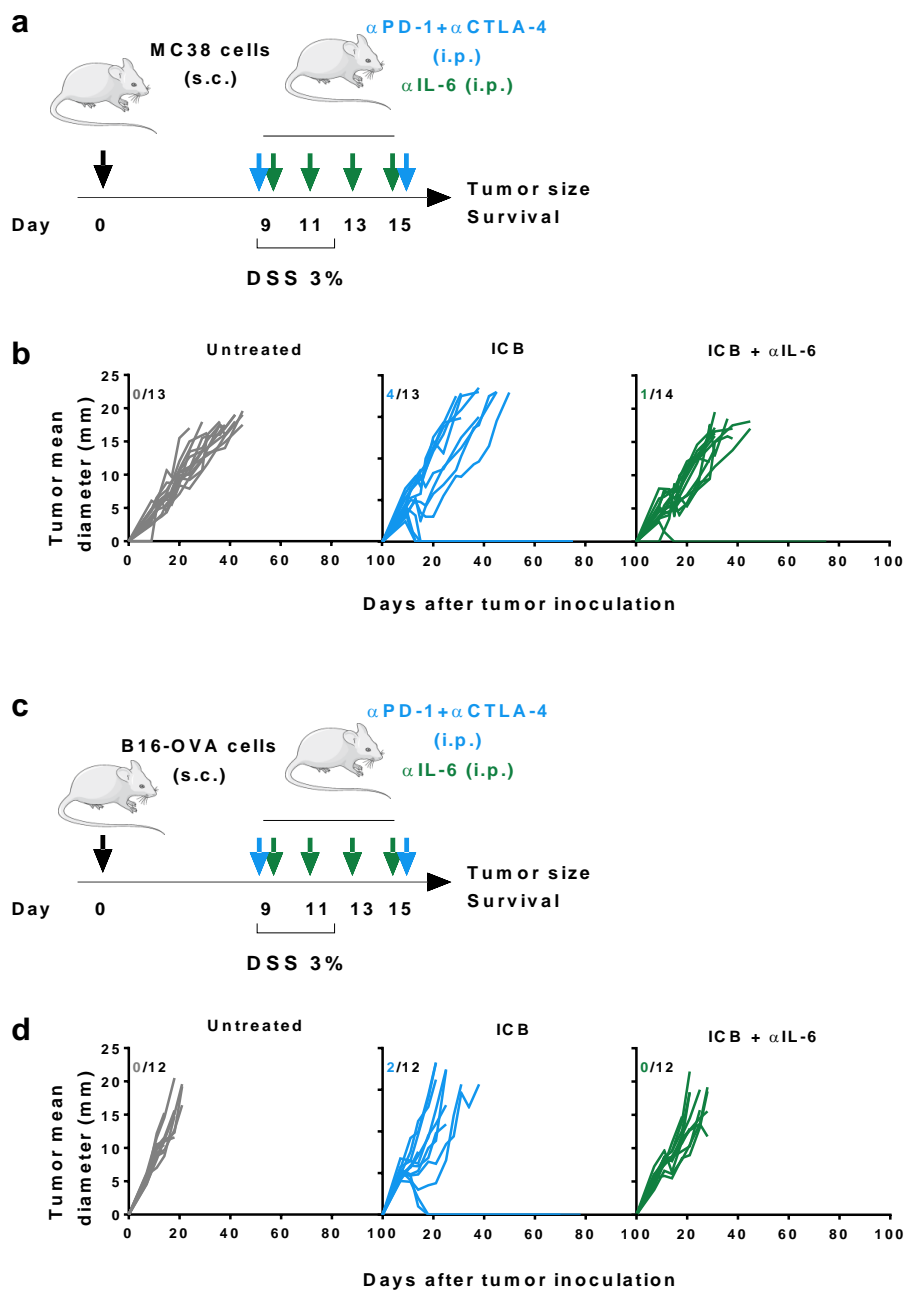 a
MC38 cells
(s.c.)
αPD-1+αCTLA-4
(i.p.)
αIL-6 (i.p.)
Tumor size
Survival
Day 0 9 11 13 15
DSS 3%
b
Untreated ICB ICB + αIL-6
Tumor mean
diameter (mm)
25
20
15
10
5
0
0/13 4/13 1/14
0 20 40 60 80 100 20 40 60 80 100 20 40 60 80 100
Days after tumor inoculation
c
B16-OVA cells
(s.c.)
αPD-1+αCTLA-4
(i.p.)
αIL-6 (i.p.)
Tumor size
Survival
Day 0 9 11 13 15
DSS 3%
d
Untreated ICB ICB + αIL-6
Tumor mean
diameter (mm)
25
20
15
10
5
0
0/12 2/12 0/12
0 20 40 60 80 100 20 40 60 80 100 20 40 60 80 100
Days after tumor inoculation